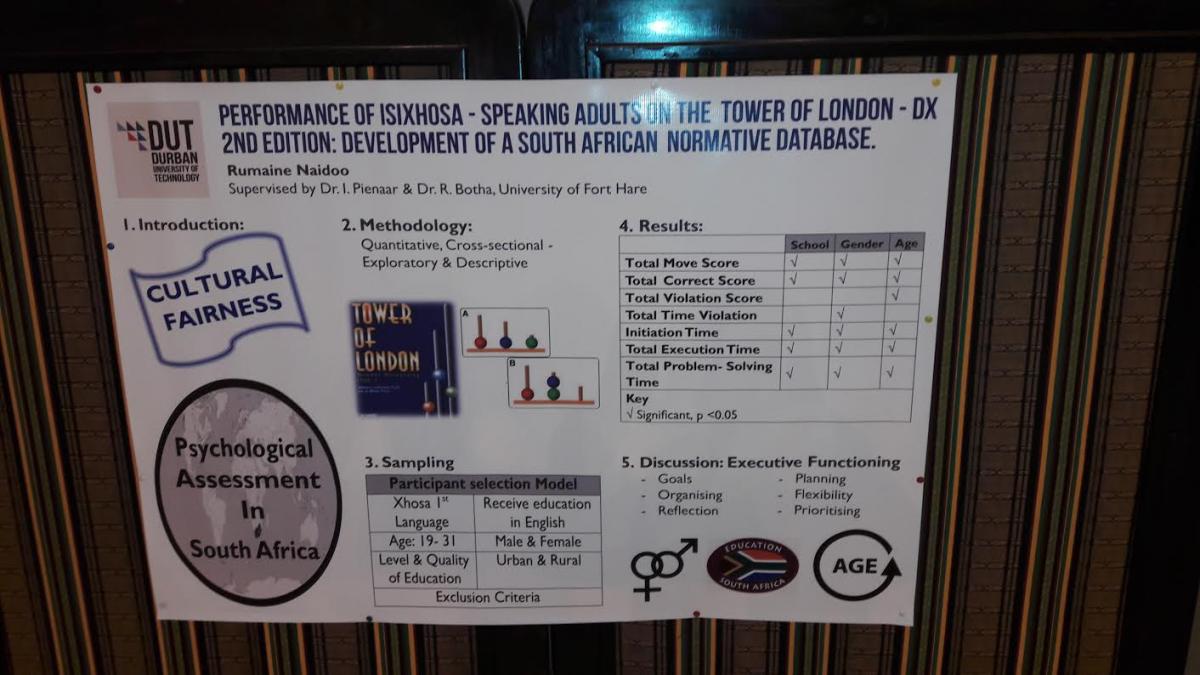 PERFORMANCE OF ISIXHOSA - SPEAKING ADULTS ON THE TOWER OF LONDON - DX
2ND EDITION: DEVELOPMENT OF A SOUTH AFRICAN NORMATIVE DATABASE.
DUT
DURBAN
UNIVERSITY OF
TECHNOLOGY
Rumaine Naidoo
Supervised by Dr. I. Pienaar & Dr. R. Botha, University of Fort Hare
1. Introduction:
CULTURAL
FAIRNESS
Psychological
Assessment
In
South Africa
2. Methodology:
Quantitative, Cross-sectional -
Exploratory & Descriptive
TOWER
OF
LONDON
A
B
3. Sampling
Participant selection Model
Xhosa 1st Language | Receive education in English
Age: 19- 31 | Male & Female
Level & Quality of Education | Urban & Rural
Exclusion Criteria
4. Results:
School Gender Age
Total Move Score √ √ √
Total Correct Score √ √ √
Total Violation Score √
Total Time Violation √
Initiation Time √ √ √
Total Execution Time √ √ √
Total Problem- Solving
Time √ √ √
Key
√ Significant, p <0.05
5. Discussion: Executive Functioning
- Goals
- Organising
- Reflection
- Planning
- Flexibility
- Prioritising
EDUCATION
SOUTH AFRICA
AGE